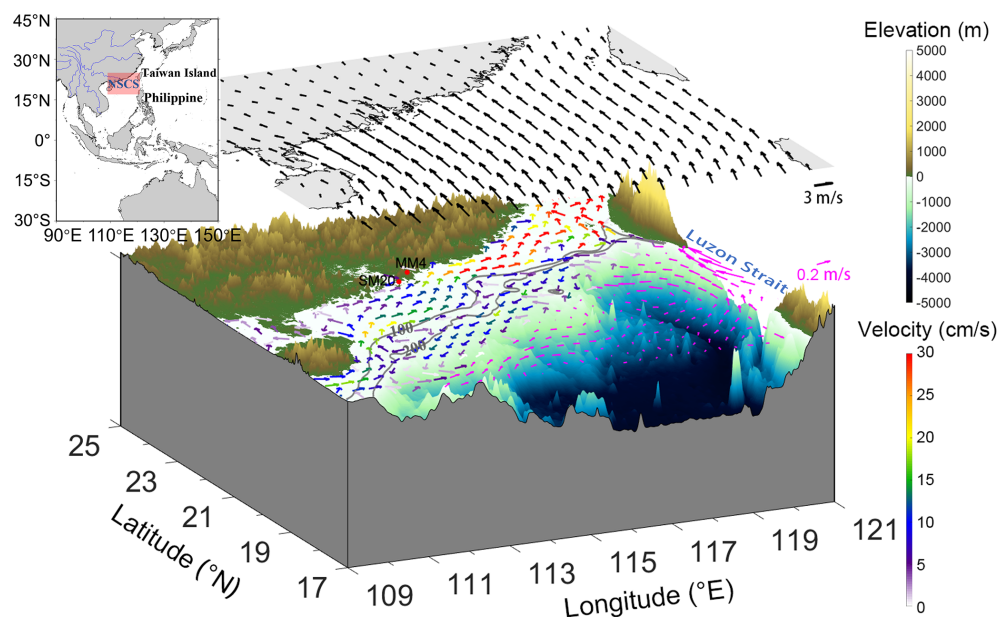 45°N
30°N
15°N
0°
15°S
30°S
90°E 110°E 130°E 150°E
Taiwan Island
NSCS
Philippine
Elevation (m)
5000
4000
3000
2000
1000
0
-1000
-2000
-3000
-4000
-5000
3 m/s
Luzon Strait
0.2 m/s
MM4
SM20
100
200
Velocity (cm/s)
30
25
20
15
10
5
0
25
23
21
19
17
Latitude (°N)
109
111
113
115
117
119
121
Longitude (°E)